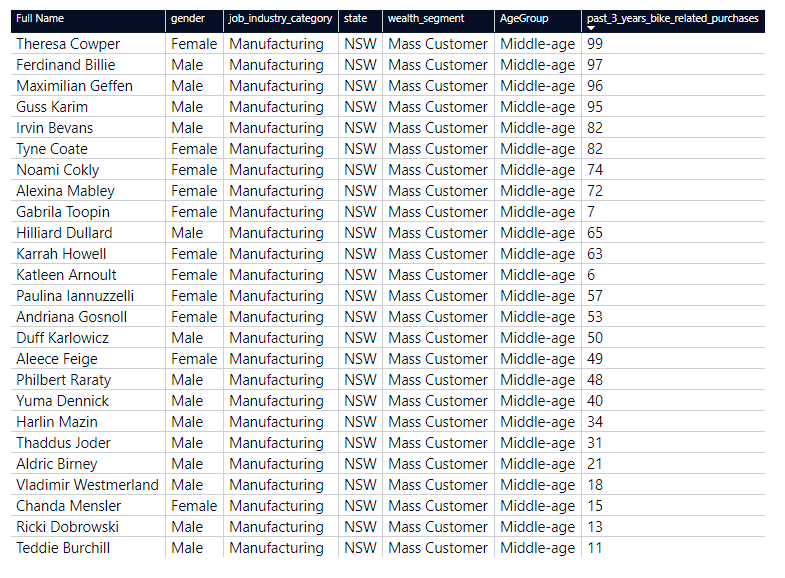 Full Name gender job_industry_category state wealth_segment AgeGroup past_3_years_bike_related_purchases
Theresa Cowper Female Manufacturing NSW Mass Customer Middle-age 99
Ferdinand Billie Male Manufacturing NSW Mass Customer Middle-age 97
Maximilian Geffen Male Manufacturing NSW Mass Customer Middle-age 96
Guss Karim Male Manufacturing NSW Mass Customer Middle-age 95
Irvin Bevans Male Manufacturing NSW Mass Customer Middle-age 82
Tyne Coate Female Manufacturing NSW Mass Customer Middle-age 82
Noami Cokly Female Manufacturing NSW Mass Customer Middle-age 74
Alexina Mabley Female Manufacturing NSW Mass Customer Middle-age 72
Gabrila Toopin Female Manufacturing NSW Mass Customer Middle-age 7
Hilliard Dullard Male Manufacturing NSW Mass Customer Middle-age 65
Karrah Howell Female Manufacturing NSW Mass Customer Middle-age 63
Katleen Arnoult Female Manufacturing NSW Mass Customer Middle-age 6
Paulina Iannuzzelli Female Manufacturing NSW Mass Customer Middle-age 57
Andriana Gosnoll Female Manufacturing NSW Mass Customer Middle-age 53
Duff Karlowicz Male Manufacturing NSW Mass Customer Middle-age 50
Aleece Feige Female Manufacturing NSW Mass Customer Middle-age 49
Philbert Raraty Male Manufacturing NSW Mass Customer Middle-age 48
Yuma Dennick Male Manufacturing NSW Mass Customer Middle-age 40
Harlin Mazin Male Manufacturing NSW Mass Customer Middle-age 34
Thaddus Joder Male Manufacturing NSW Mass Customer Middle-age 31
Aldric Birney Male Manufacturing NSW Mass Customer Middle-age 21
Vladimir Westmerland Male Manufacturing NSW Mass Customer Middle-age 18
Chanda Mensler Female Manufacturing NSW Mass Customer Middle-age 15
Ricki Dobrowski Male Manufacturing NSW Mass Customer Middle-age 13
Teddie Burchill Male Manufacturing NSW Mass Customer Middle-age 11